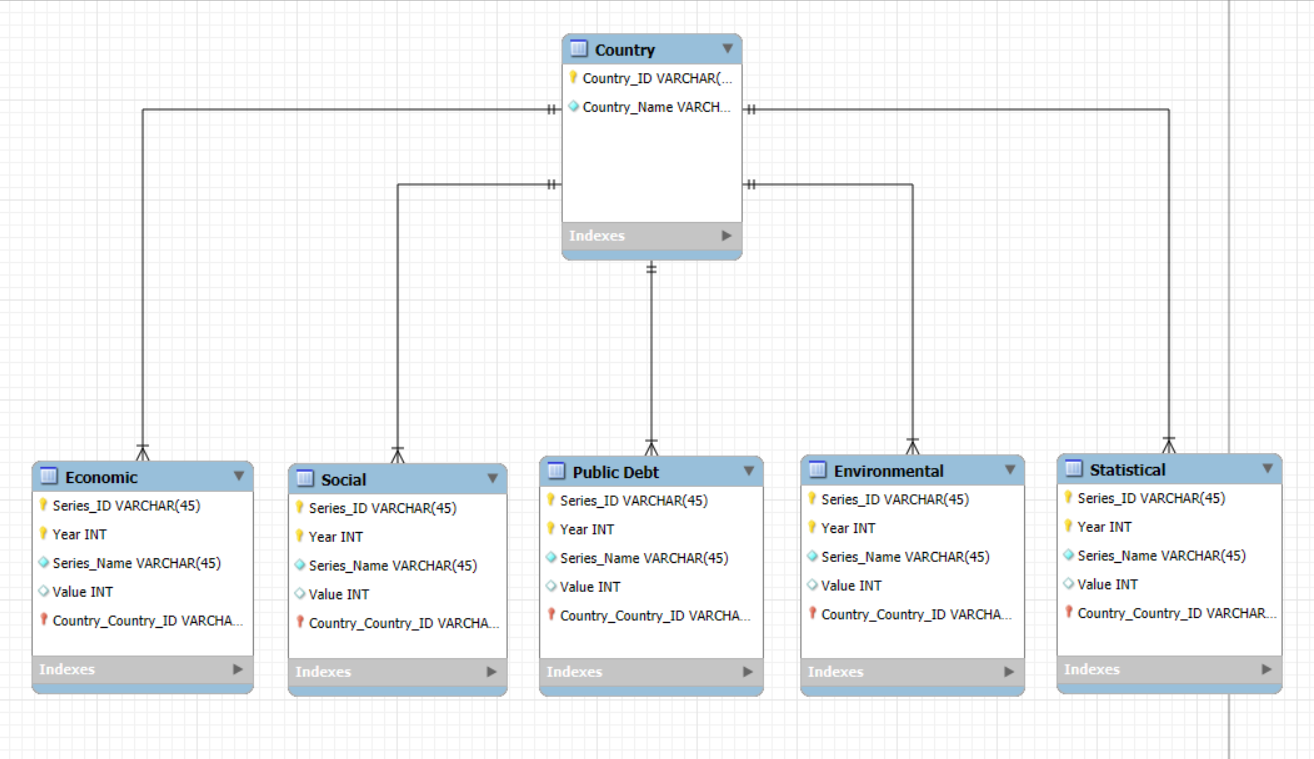 Country
Country_ID VARCHAR(...
Country_Name VARCH...
Indexes
Economic
Series_ID VARCHAR(45)
Year INT
Series_Name VARCHAR(45)
Value INT
Country_Country_ID VARCHA...
Indexes
Social
Series_ID VARCHAR(45)
Year INT
Series_Name VARCHAR(45)
Value INT
Country_Country_ID VARCHA...
Indexes
Public Debt
Series_ID VARCHAR(45)
Year INT
Series_Name VARCHAR(45)
Value INT
Country_Country_ID VARCHA...
Indexes
Environmental
Series_ID VARCHAR(45)
Year INT
Series_Name VARCHAR(45)
Value INT
Country_Country_ID VARCHA...
Indexes
Statistical
Series_ID VARCHAR(45)
Year INT
Series_Name VARCHAR(45)
Value INT
Country_Country_ID VARCHAR...
Indexes